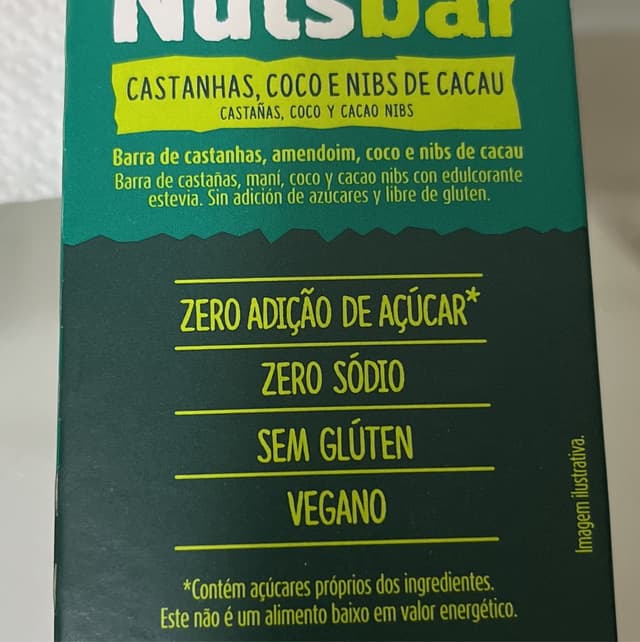 Nutsbar
CASTANHAS, COCO E NIBS DE CACAU
CASTAÑAS, COCO Y CACAO NIBS
Barra de castanhas, amendoim, coco e nibs de cacau
Barra de castañas, maní, coco y cacao nibs con edulcorante
estevia. Sin adición de azúcares y libre de gluten.
ZERO ADIÇÃO DE AÇÚCAR*
ZERO SÓDIO
SEM GLÚTEN
VEGANO
*Contém açúcares próprios dos ingredientes.
Este não é um alimento baixo em valor energético.
Imagem ilustrativa.